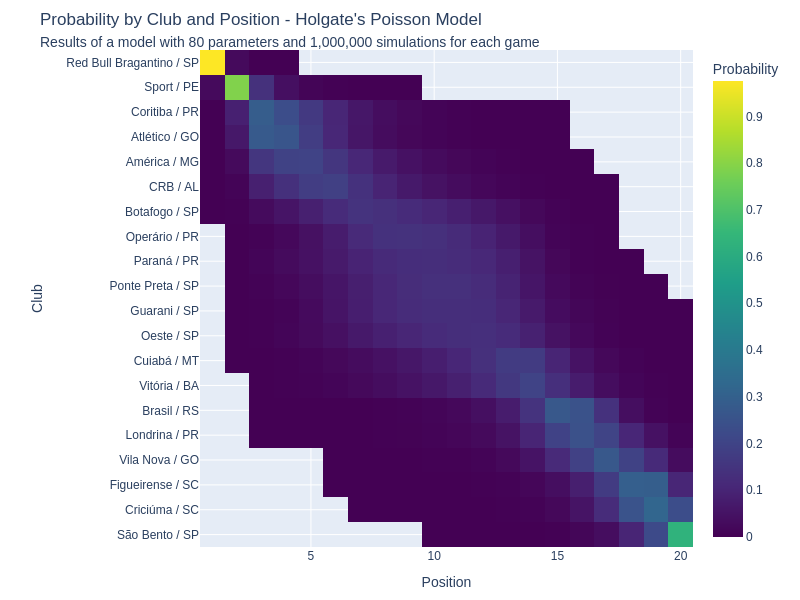 Probability by Club and Position - Holgate's Poisson Model
Results of a model with 80 parameters and 1,000,000 simulations for each game
Probability
Red Bull Bragantino / SP
Sport / PE
Coritiba / PR
Atlético / GO
América / MG
CRB / AL
Botafogo / SP
Operário / PR
Paraná / PR
Ponte Preta / SP
Guarani / SP
Oeste / SP
Cuiabá / MT
Vitória / BA
Brasil / RS
Londrina / PR
Vila Nova / GO
Figueirense / SC
Criciúma / SC
São Bento / SP
Club
5
10
15
20
Position
0.9
0.8
0.7
0.6
0.5
0.4
0.3
0.2
0.1
0